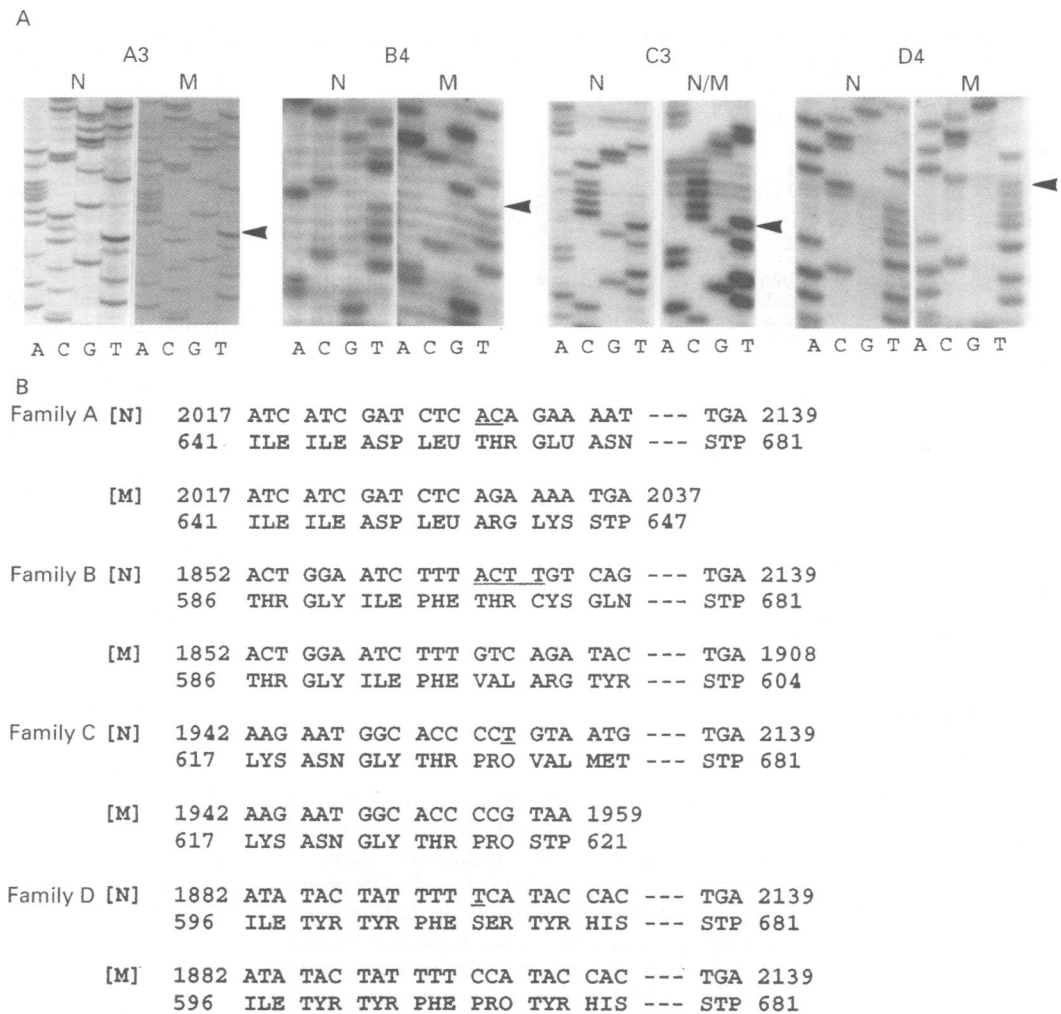 A
A3 B4 C3 D4
N M N M N N/M N M
A C G T A C G T A C G T A C G T A C G T A C G T A C G T A C G T
B
Family A [N] 2017 ATC ATC GAT CTC ACA GAA AAT --- TGA 2139
641 ILE ILE ASP LEU THR GLU ASN --- STP 681
[M] 2017 ATC ATC GAT CTC AGA AAA TGA 2037
641 ILE ILE ASP LEU ARG LYS STP 647
Family B [N] 1852 ACT GGA ATC TTT ACT TGT CAG --- TGA 2139
586 THR GLY ILE PHE THR CYS GLN --- STP 681
[M] 1852 ACT GGA ATC TTT GTC AGA TAC --- TGA 1908
586 THR GLY ILE PHE VAL ARG TYR --- STP 604
Family C [N] 1942 AAG AAT GGC ACC CCT GTA ATG --- TGA 2139
617 LYS ASN GLY THR PRO VAL MET --- STP 681
[M] 1942 AAG AAT GGC ACC CCG TAA 1959
617 LYS ASN GLY THR PRO STP 621
Family D [N] 1882 ATA TAC TAT TTT TCA TAC CAC --- TGA 2139
596 ILE TYR TYR PHE SER TYR HIS --- STP 681
[M] 1882 ATA TAC TAT TTT CCA TAC CAC --- TGA 2139
596 ILE TYR TYR PHE PRO TYR HIS --- STP 681